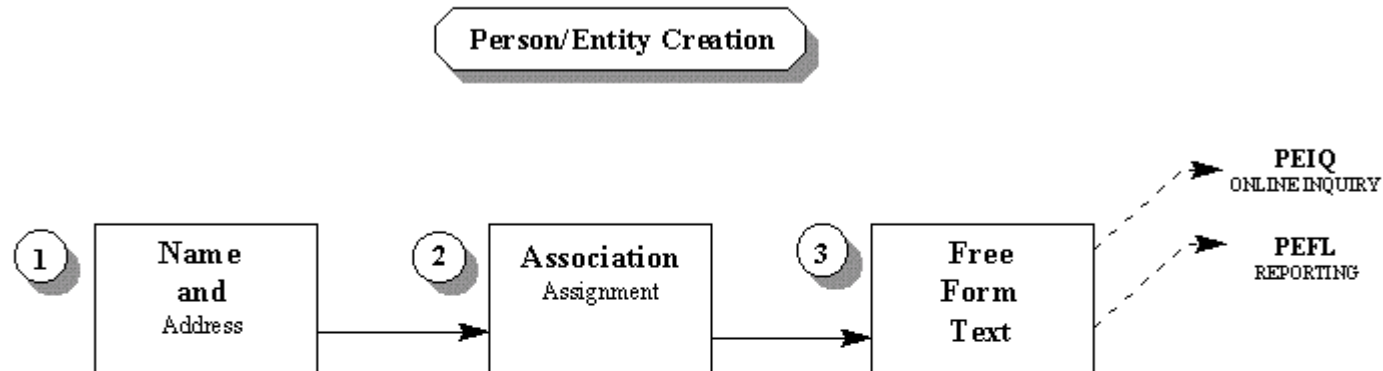 Person/Entity Creation
PEIQ
ONLINE INQUIRY
1
Name
and
Address
2
Association
Assignment
3
Free
Form
Text
PEFL
REPORTING